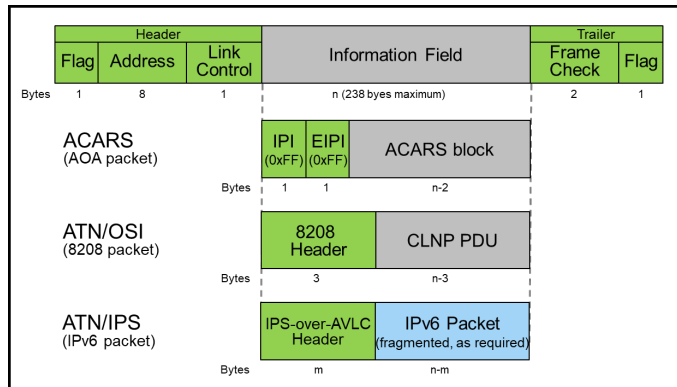 Header
Trailer
Flag
Address
Link
Control
Information Field
Frame
Check
Flag
Bytes
1
8
1
n (238 byes maximum)
2
1
ACARS
(AOA packet)
IPI
(0xFF)
EIPI
(0xFF)
ACARS block
Bytes
1
1
n-2
ATN/OSI
(8208 packet)
8208
Header
CLNP PDU
Bytes
3
n-3
ATN/IPS
(IPv6 packet)
IPS-over-AVLC
Header
IPv6 Packet
(fragmented, as required)
Bytes
m
n-m